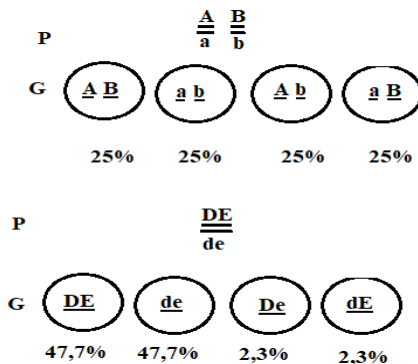 A B
P
a b
G A B a b A b a B
25% 25% 25% 25%
DE
P
de
G DE de De dE
47,7% 47,7% 2,3% 2,3%